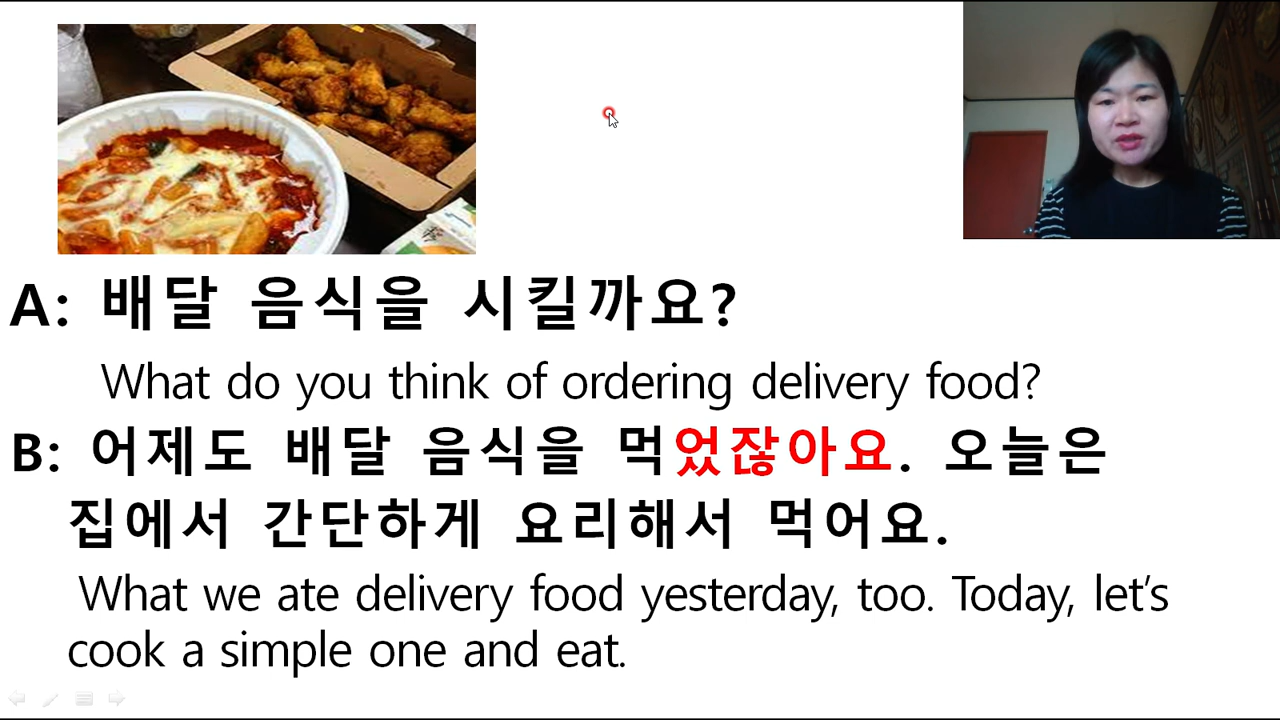 A: 배달 음식을 시킬까요?
What do you think of ordering delivery food?
B: 어제도 배달 음식을 먹었잖아요. 오늘은
집에서 간단하게 요리해서 먹어요.
What we ate delivery food yesterday, too. Today, let's
cook a simple one and eat.